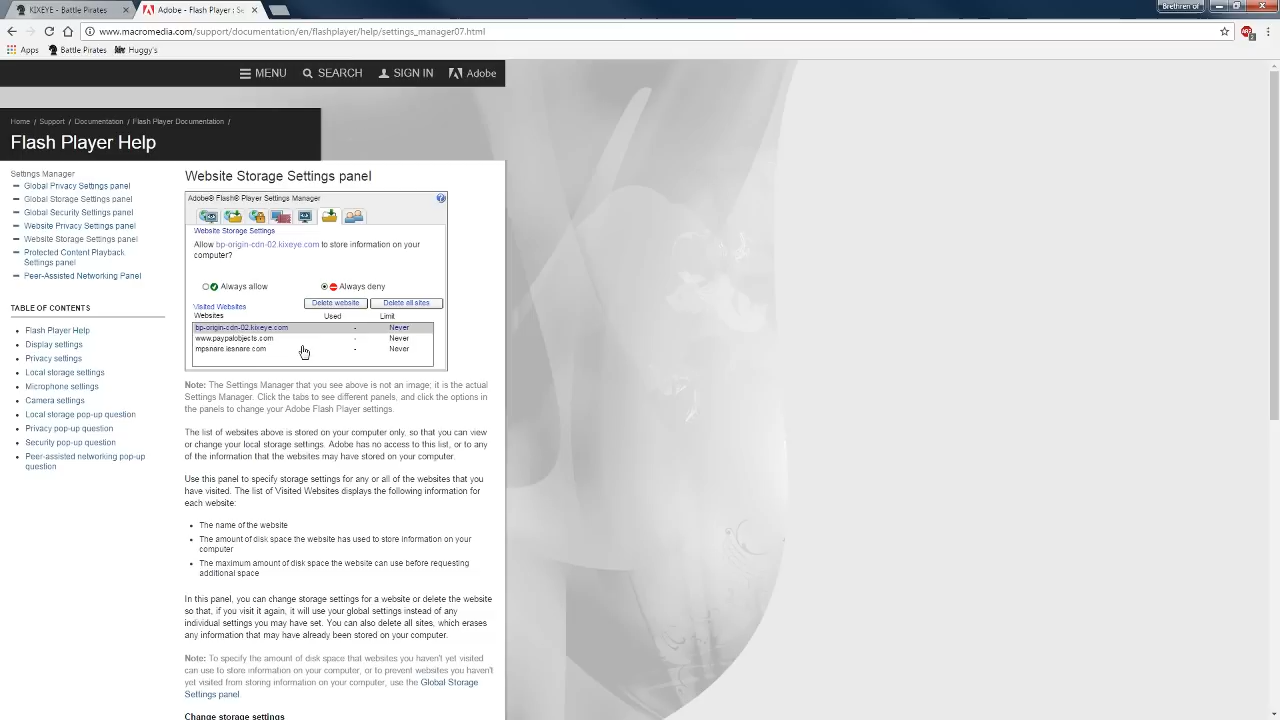 KIXEYE - Battle Pirates
Adobe - Flash Player : Se
Brethren of
www.macromedia.com/support/documentation/en/flashplayer/help/settings_manager07.html
Apps Battle Pirates Huggy's
MENU SEARCH SIGN IN Adobe
Home / Support / Documentation / Flash Player Documentation /
Flash Player Help
Settings Manager
Global Privacy Settings panel
Global Storage Settings panel
Global Security Settings panel
Website Privacy Settings panel
Website Storage Settings panel
Protected Content Playback
Settings panel
Peer-Assisted Networking Panel
TABLE OF CONTENTS
Flash Player Help
Display settings
Privacy settings
Local storage settings
Microphone settings
Camera settings
Local storage pop-up question
Privacy pop-up question
Security pop-up question
Peer-assisted networking pop-up
question
Website Storage Settings panel
Adobe® Flash® Player Settings Manager
Website Storage Settings
Allow bp-origin-cdn-02.kixeye.com to store information on your
computer?
Always allow Always deny
Delete website Delete all sites
Visited Websites
Websites Used Limit
bp-origin-cdn-02.kixeye.com - Never
www.paypalobjects.com - Never
mpsnare.iesnare.com - Never
Note: The Settings Manager that you see above is not an image; it is the actual
Settings Manager. Click the tabs to see different panels, and click the options in
the panels to change your Adobe Flash Player settings.
The list of websites above is stored on your computer only, so that you can view
or change your local storage settings. Adobe has no access to this list, or to any
of the information that the websites may have stored on your computer.
Use this panel to specify storage settings for any or all of the websites that you
have visited. The list of Visited Websites displays the following information for
each website:
The name of the website
The amount of disk space the website has used to store information on your
computer
The maximum amount of disk space the website can use before requesting
additional space
In this panel, you can change storage settings for a website or delete the website
so that, if you visit it again, it will use your global settings instead of any
individual settings you may have set. You can also delete all sites, which erases
any information that may have already been stored on your computer.
Note: To specify the amount of disk space that websites you haven't yet visited
can use to store information on your computer, or to prevent websites you haven't
yet visited from storing information on your computer, use the Global Storage
Settings panel.
Change storage settings